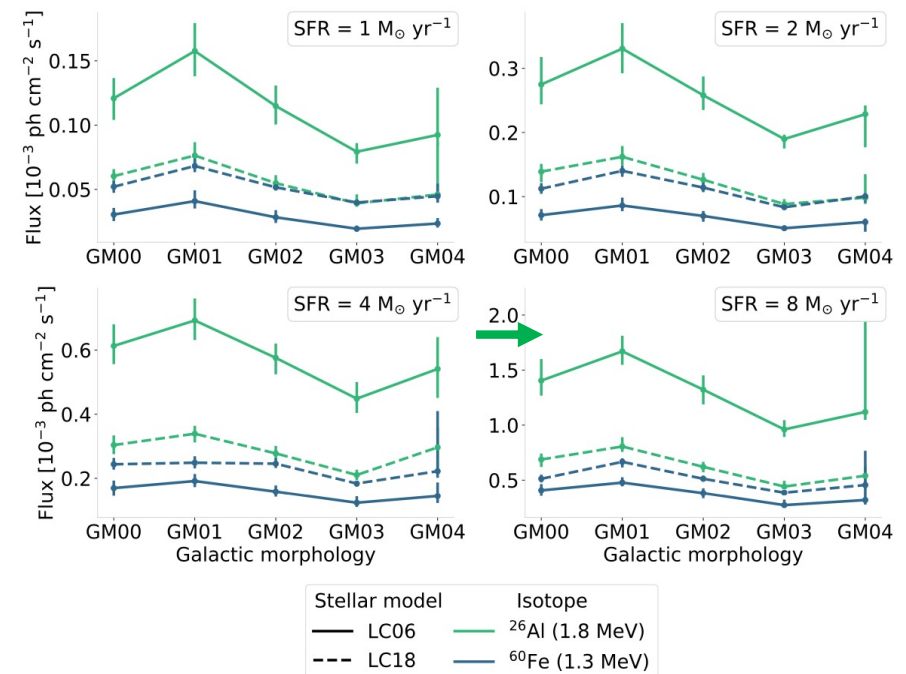 SFR = 1 M⊙ yr⁻¹
Flux [10⁻³ ph cm⁻² s⁻¹]
0.15
0.10
0.05
GM00 GM01 GM02 GM03 GM04
SFR = 2 M⊙ yr⁻¹
0.3
0.2
0.1
GM00 GM01 GM02 GM03 GM04
SFR = 4 M⊙ yr⁻¹
Flux [10⁻³ ph cm⁻² s⁻¹]
0.6
0.4
0.2
GM00 GM01 GM02 GM03 GM04
Galactic morphology
SFR = 8 M⊙ yr⁻¹
2.0
1.5
1.0
0.5
GM00 GM01 GM02 GM03 GM04
Galactic morphology
Stellar model
LC06
LC18
Isotope
²⁶Al (1.8 MeV)
⁶⁰Fe (1.3 MeV)